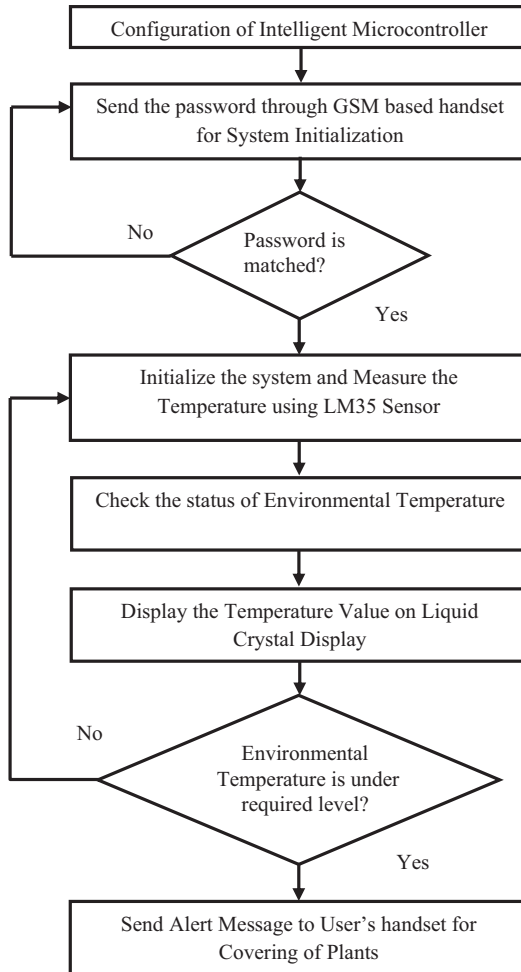 Configuration of Intelligent Microcontroller
Send the password through GSM based handset
for System Initialization
No
Password is
matched?
Yes
Initialize the system and Measure the
Temperature using LM35 Sensor
Check the status of Environmental Temperature
Display the Temperature Value on Liquid
Crystal Display
No
Environmental
Temperature is under
required level?
Yes
Send Alert Message to User's handset for
Covering of Plants